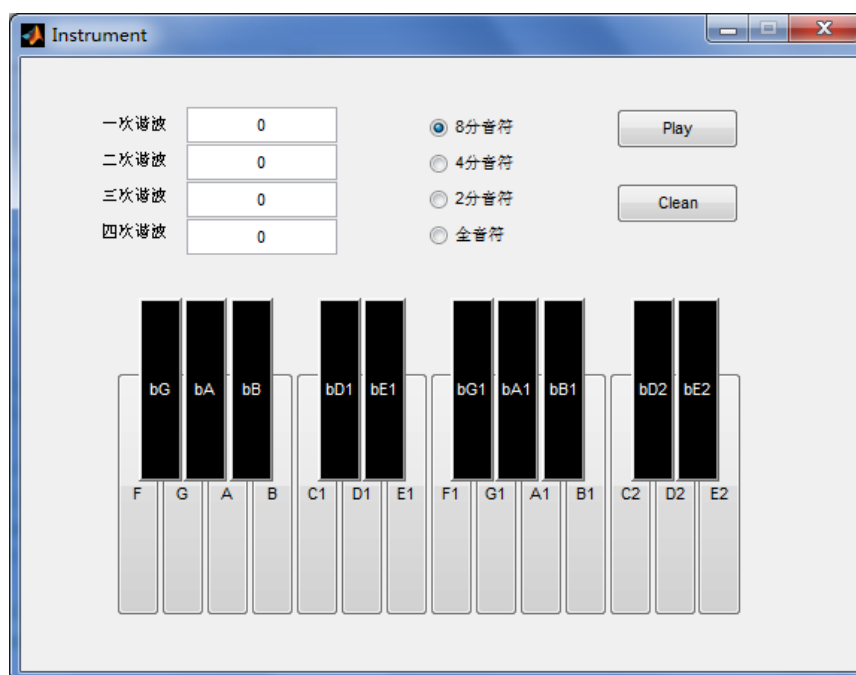 Instrument
一次谐波 0
二次谐波 0
三次谐波 0
四次谐波 0
8分音符
4分音符
2分音符
全音符
Play
Clean
bG bA bB bD1 bE1 bG1 bA1 bB1 bD2 bE2
F G A B C1 D1 E1 F1 G1 A1 B1 C2 D2 E2